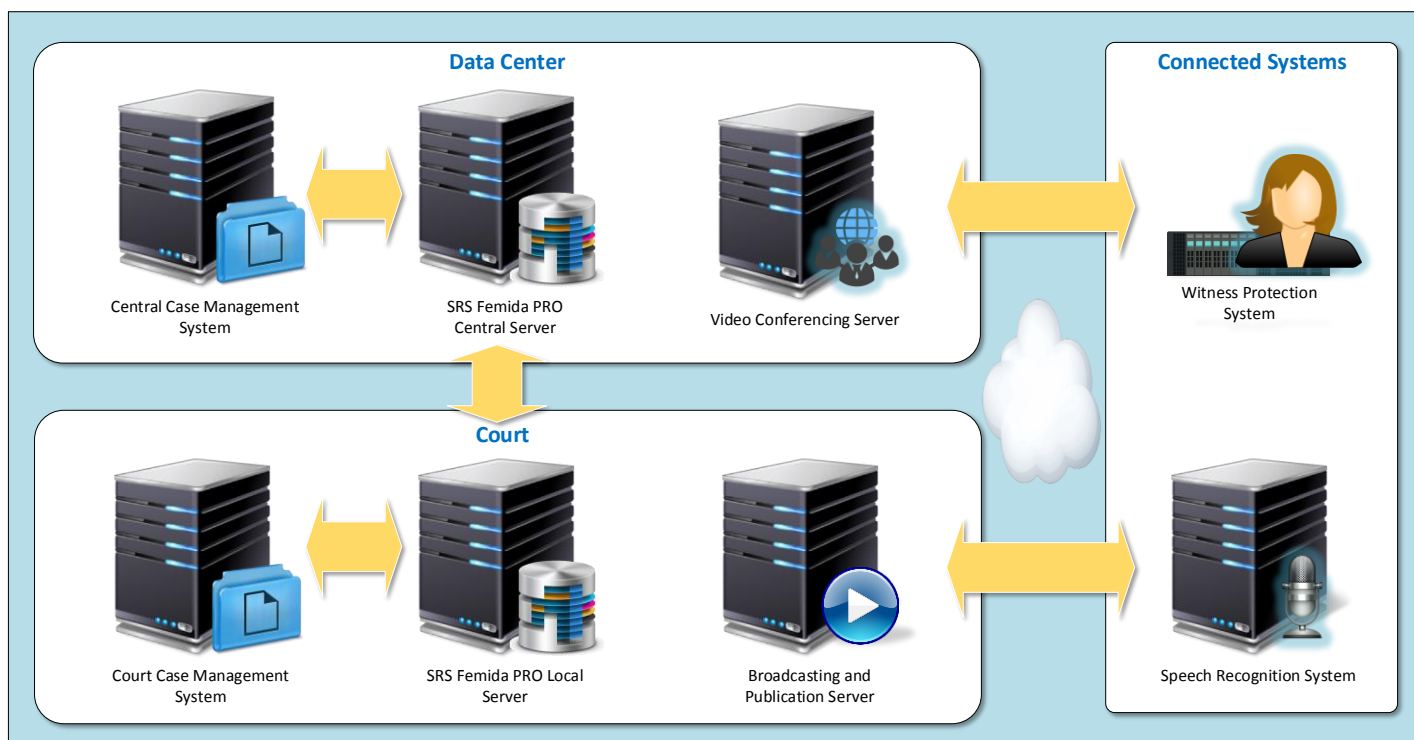 Data Center
Connected Systems
Central Case Management
System
SRS Femida PRO
Central Server
Video Conferencing Server
Witness Protection
System
Court
Court Case Management
System
SRS Femida PRO Local
Server
Broadcasting and
Publication Server
Speech Recognition System